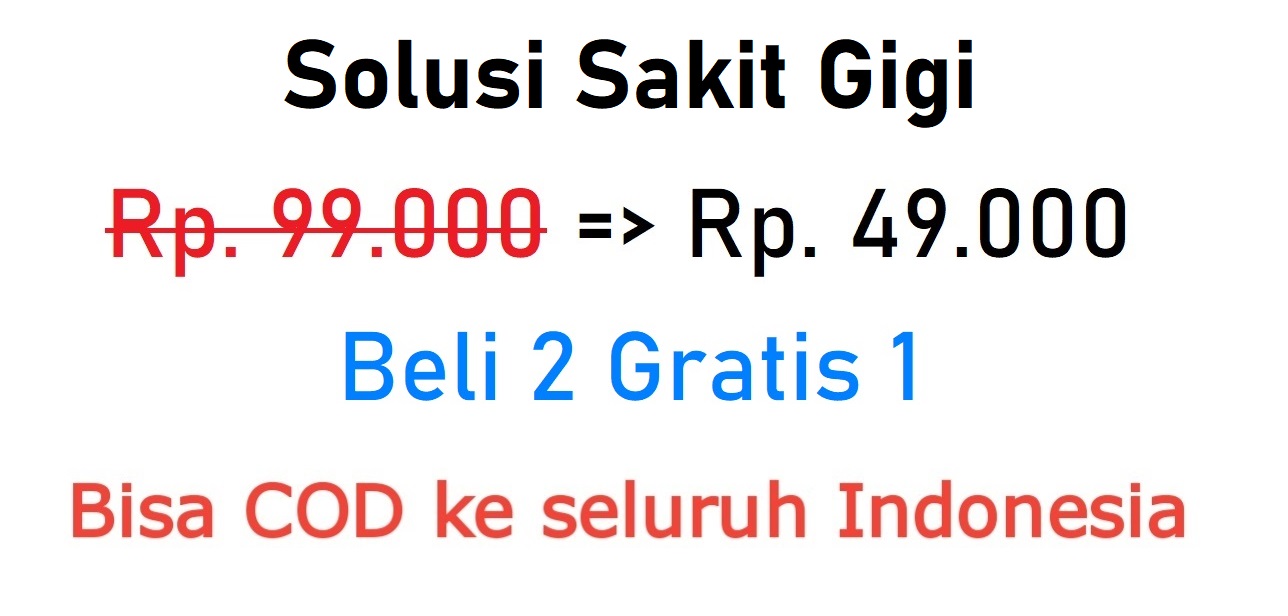 Solusi Sakit Gigi
Rp. 99.000 => Rp. 49.000
Beli 2 Gratis 1
Bisa COD ke seluruh Indonesia